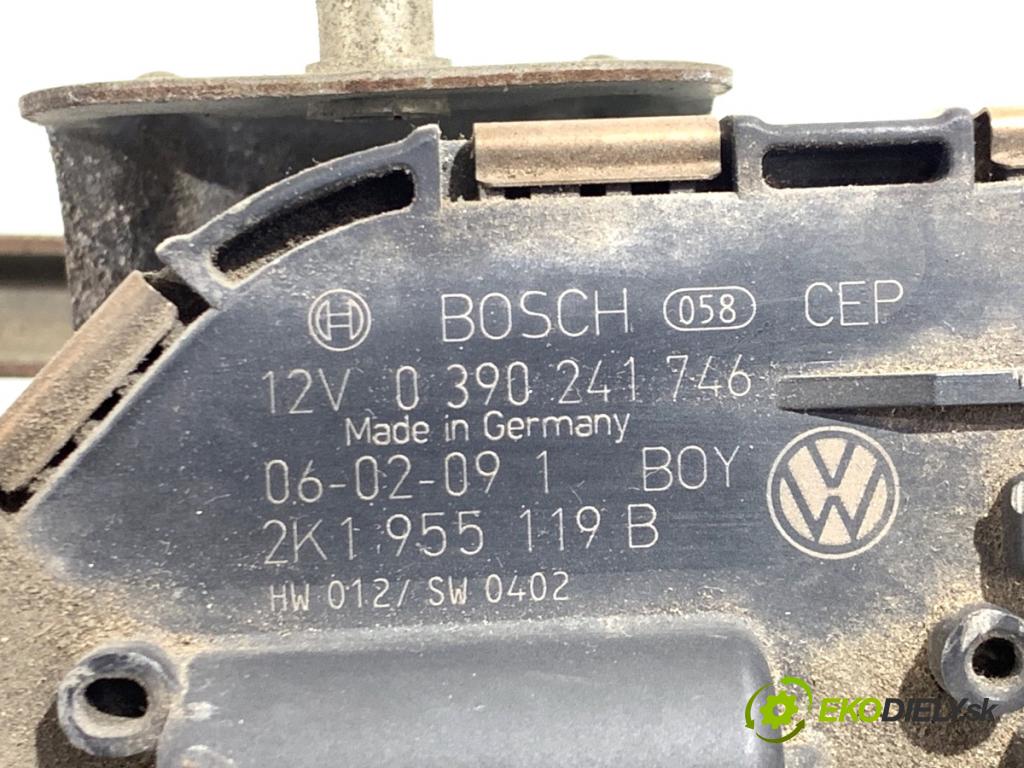 BOSCH 058 CEP
12V 0 390 241 746
Made in Germany
06-02-09 1 BOY
2K1 955 119 B
HW 012/ SW 0402
EKODIELY.sk